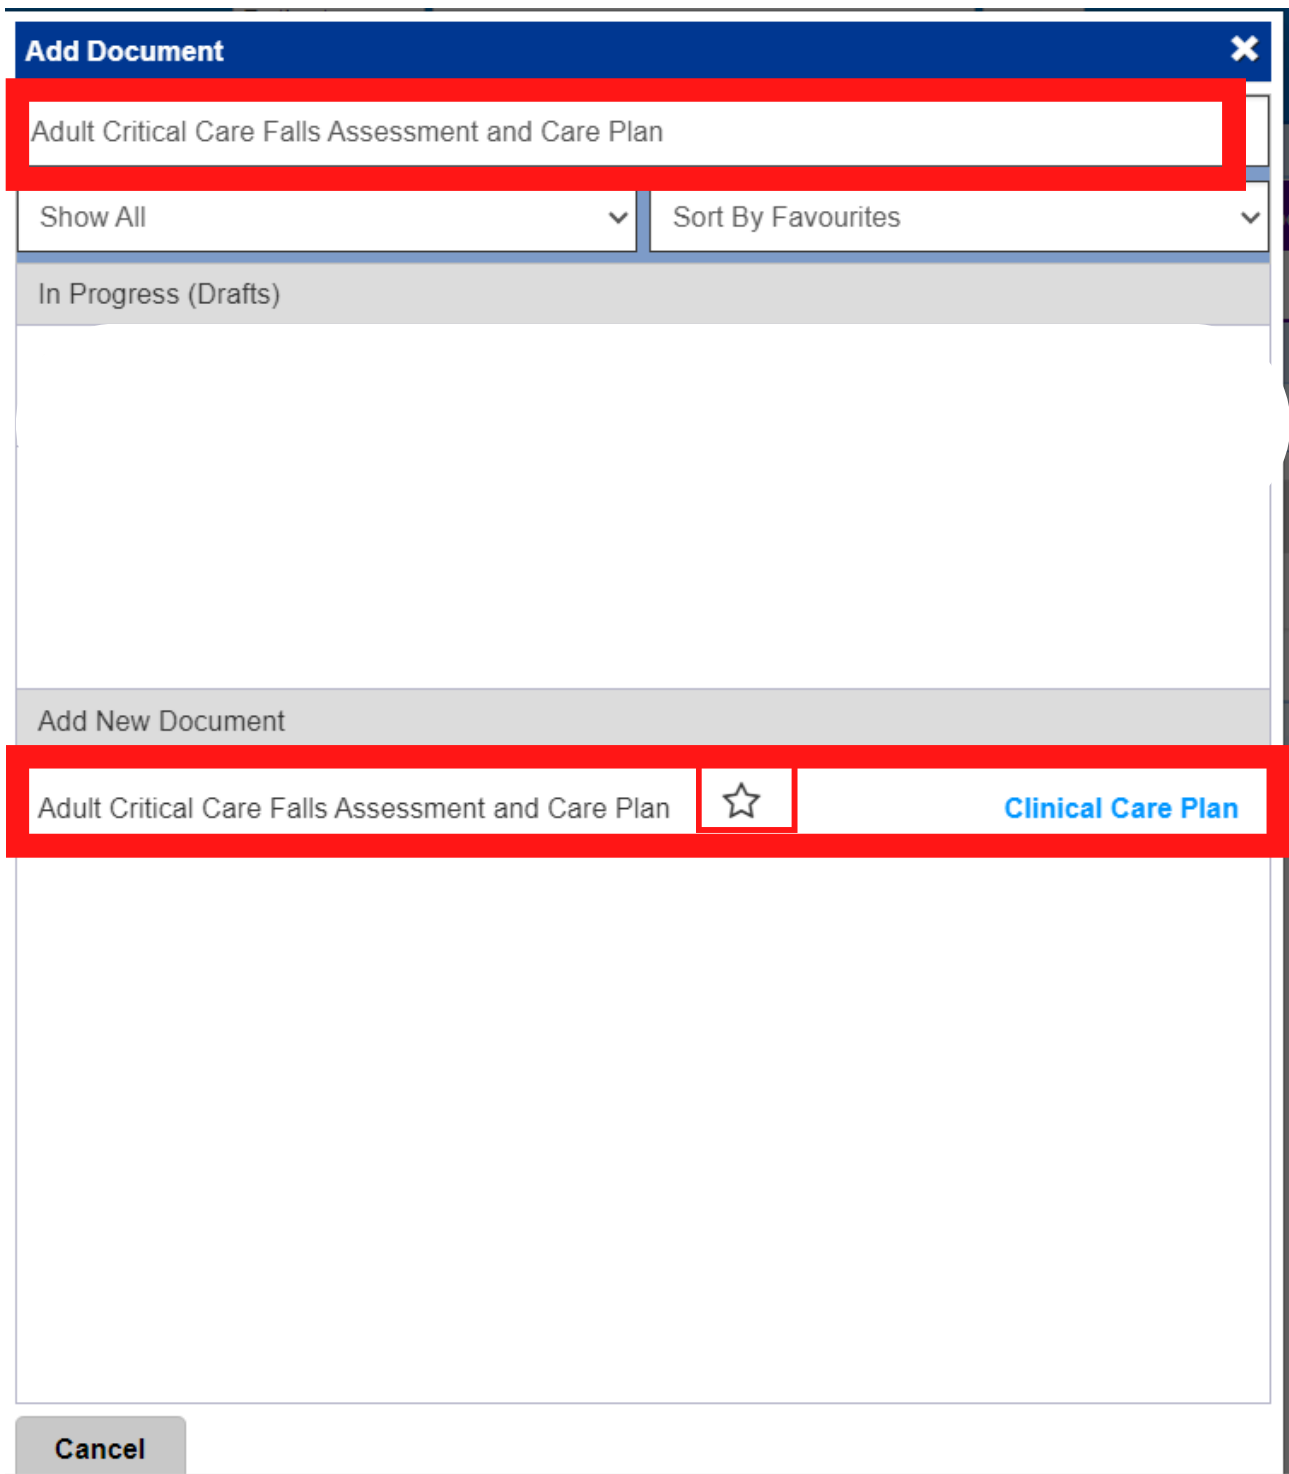 Add Document
Adult Critical Care Falls Assessment and Care Plan
Show All
Sort By Favourites
In Progress (Drafts)
Add New Document
Adult Critical Care Falls Assessment and Care Plan
Clinical Care Plan
Cancel